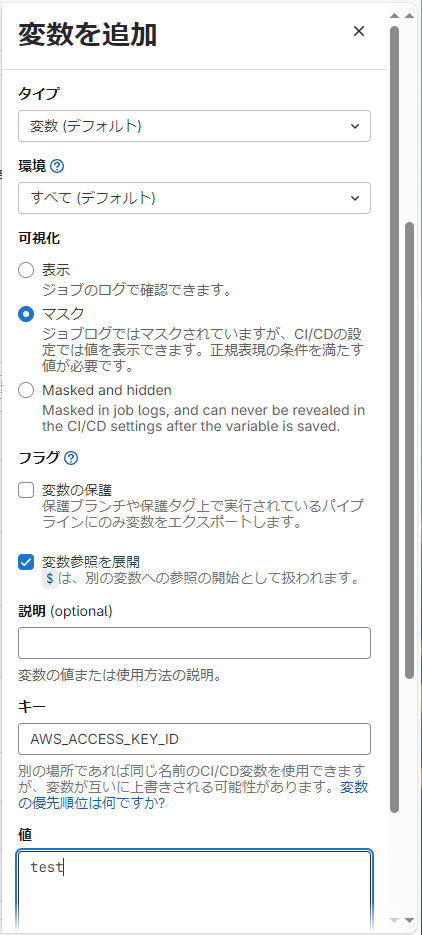 変数を追加
タイプ
変数 (デフォルト)
環境
すべて (デフォルト)
可視化
表示
ジョブのログで確認できます。
マスク
ジョブログではマスクされていますが、CI/CDの設
定では値を表示できます。正規表現の条件を満たす
値が必要です。
Masked and hidden
Masked in job logs, and can never be revealed in
the CI/CD settings after the variable is saved.
フラグ
変数の保護
保護ブランチや保護タグ上で実行されているパイプ
ラインにのみ変数をエクスポートします。
変数参照を展開
$ は、別の変数への参照の開始として扱われます。
説明 (optional)
変数の値または使用方法の説明。
キー
AWS_ACCESS_KEY_ID
別の場所であれば同じ名前のCI/CD変数を使用できます
が、変数が互いに上書きされる可能性があります。変数
の優先順位は何ですか?
値
test